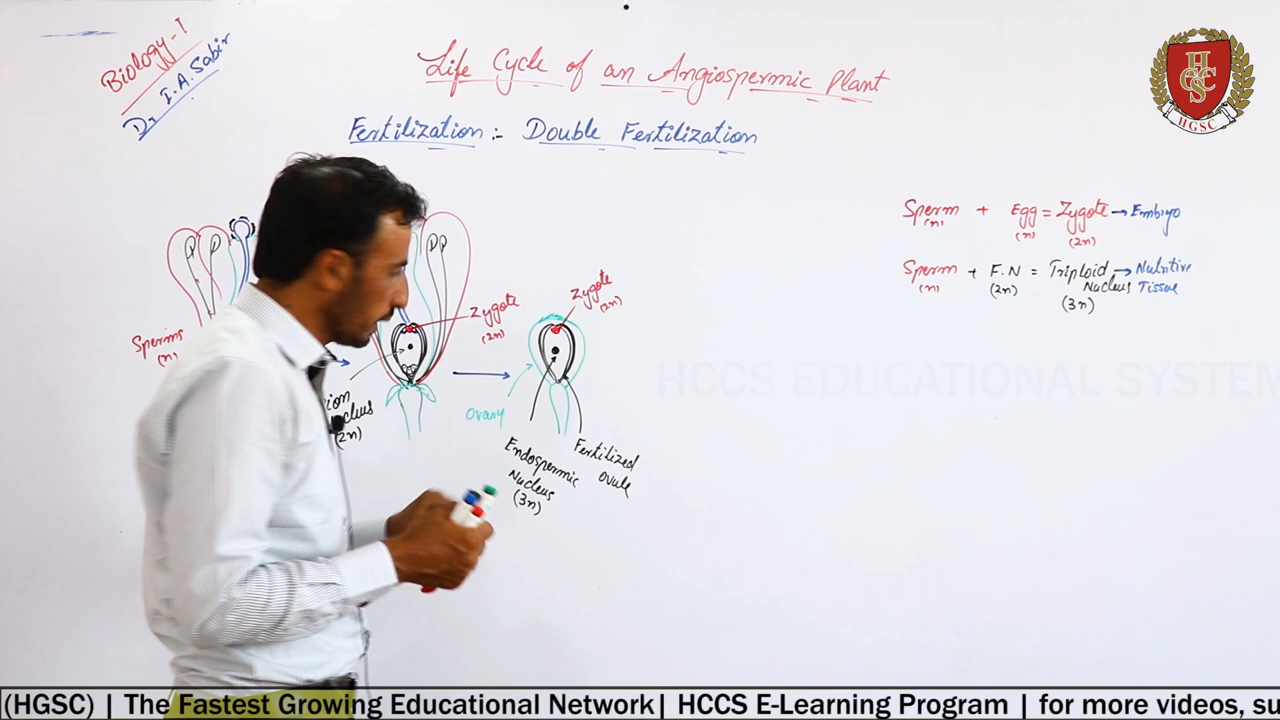 Biology-I
Dr. I.A. Sabir
Life Cycle of an Angiospermic Plant
Fertilization :- Double Fertilization
HGSC
HGSC
Sperm + Egg = Zygote → Embryo
(n) (n) (2n)
Sperm + F.N = Triploid Nucleus → Nutritive Tissue
(n) (2n) (3n)
Sperms
(n)
Zygote
(2n)
Zygote
(2n)
(2n)
Ovary
Endospermic
Nucleus
(3n)
Fertilized
Ovule
HCCS EDUCATIONAL SYSTEM
(HGSC) | The Fastest Growing Educational Network| HCCS E-Learning Program | for more videos, su